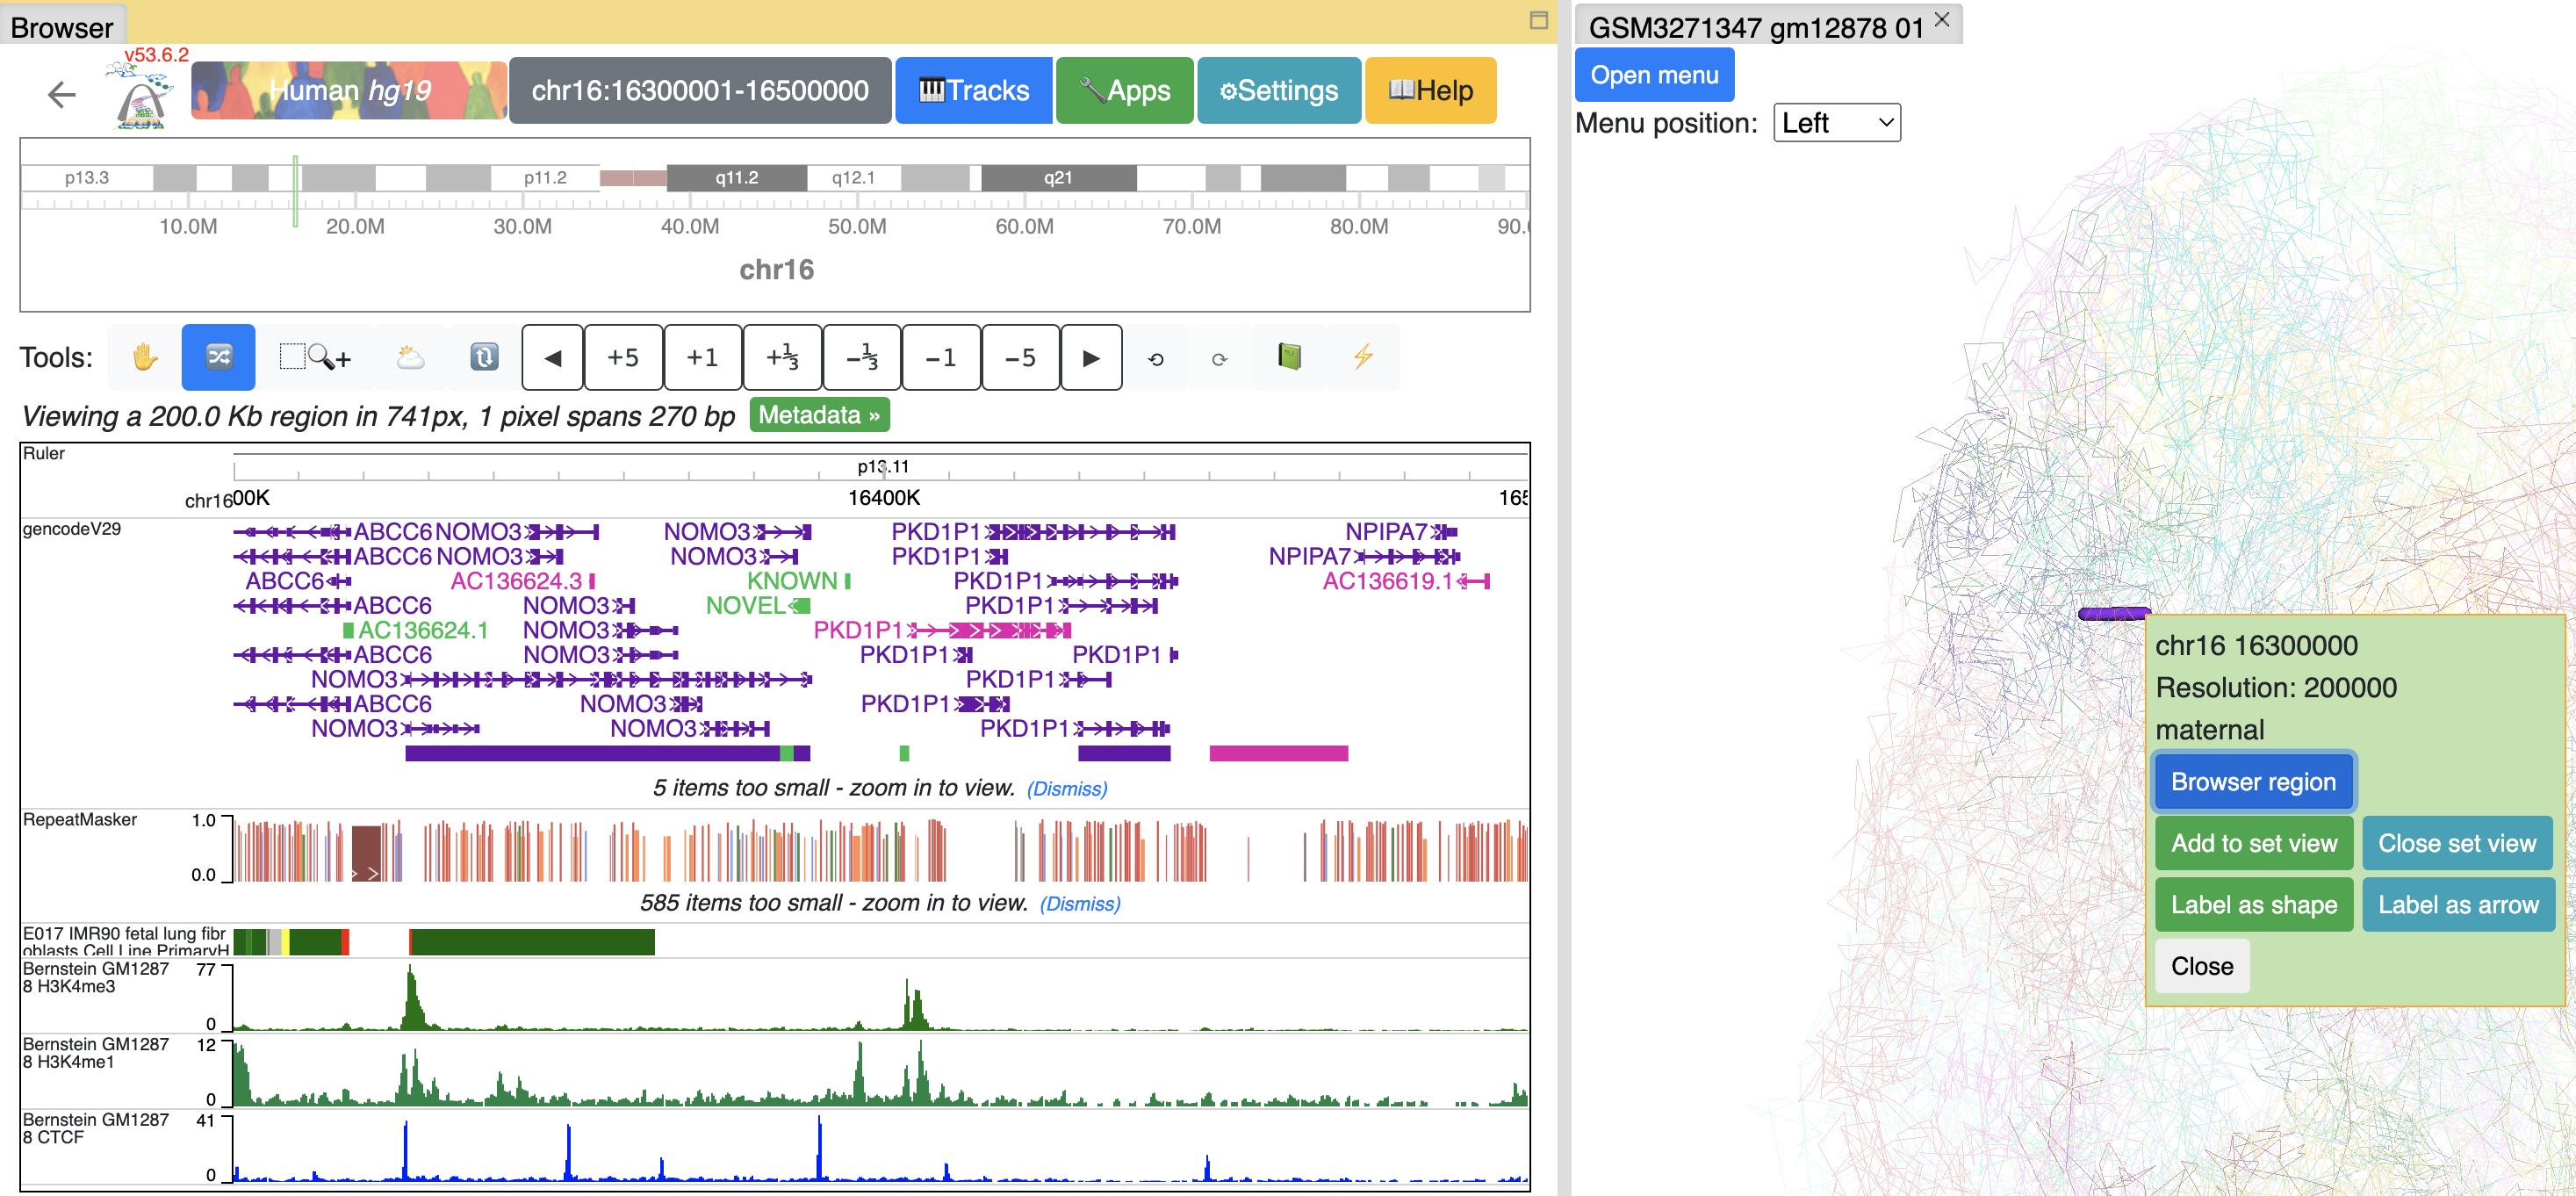 Browser
v53.6.2
Human hg19
chr16:16300001-16500000
🎹Tracks
🔧Apps
⚙Settings
📖Help
p13.3
p11.2
q11.2
q12.1
q21
10.0M
20.0M
30.0M
40.0M
50.0M
60.0M
70.0M
80.0M
90.
chr16
Tools:
+5
+1
+⅓
−⅓
−1
−5
Viewing a 200.0 Kb region in 741px, 1 pixel spans 270 bp
Metadata »
Ruler
p13.11
chr16
00K
16400K
165
gencodeV29
ABCC6 NOMO3 NOMO3 PKD1P1 NPIPA7
ABCC6 NOMO3 NOMO3 PKD1P1 NPIPA7
ABCC6 AC136624.3 KNOWN PKD1P1 AC136619.1
ABCC6 NOMO3 NOVEL PKD1P1
AC136624.1 NOMO3 PKD1P1
ABCC6 NOMO3 PKD1P1 PKD1P1
NOMO3 PKD1P1
ABCC6 NOMO3 PKD1P1
NOMO3 NOMO3 PKD1P1
5 items too small - zoom in to view. (Dismiss)
RepeatMasker
1.0
0.0
585 items too small - zoom in to view. (Dismiss)
E017 IMR90 fetal lung fibr
oblasts Cell Line PrimaryH
Bernstein GM1287
8 H3K4me3
77
0
Bernstein GM1287
8 H3K4me1
12
0
Bernstein GM1287
8 CTCF
41
0
GSM3271347 gm12878 01
Open menu
Menu position: Left
chr16 16300000
Resolution: 200000
maternal
Browser region
Add to set view
Close set view
Label as shape
Label as arrow
Close